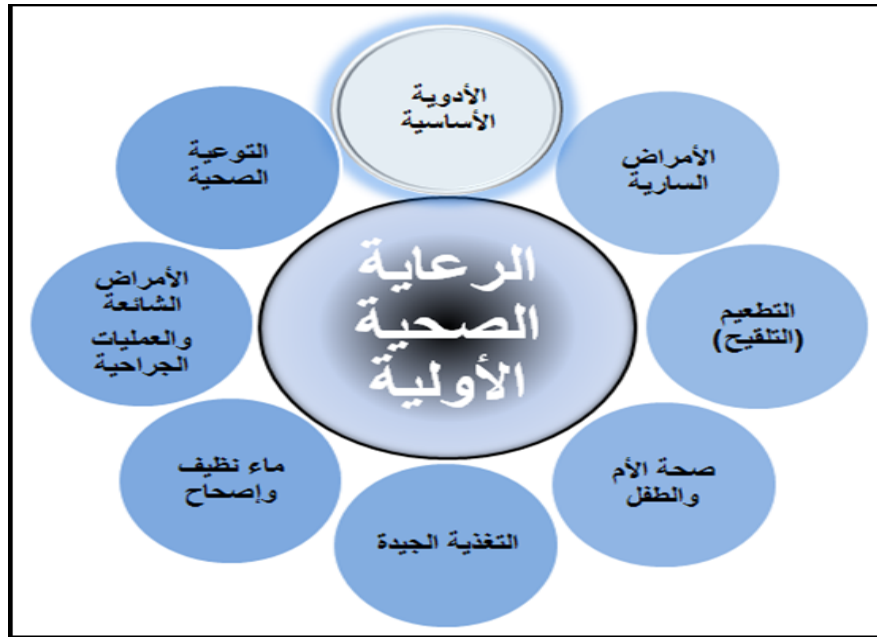 الأدوية
الأساسية
الأمراض
السارية
التطعيم
(التلقيح)
صحة الأم
والطفل
التغذية الجيدة
ماء نظيف
وإصحاح
الأمراض
الشائعة
والعمليات
الجراحية
التوعية
الصحية
الرعاية
الصحية
الأولية